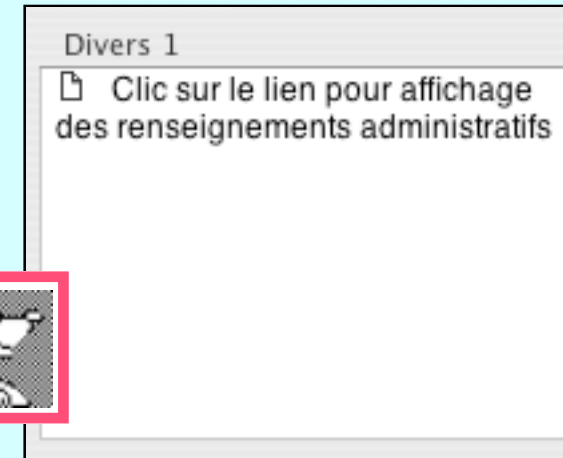 Divers 1
Clic sur le lien pour affichage
des renseignements administratifs